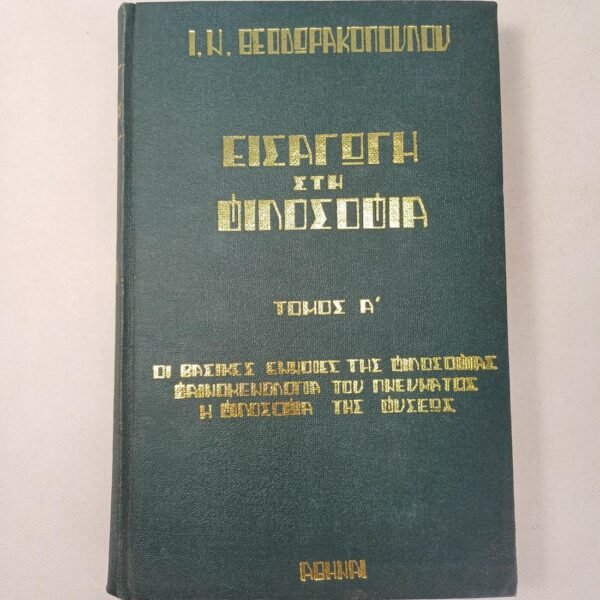 Ι. Ν. ΘΕΟΔΩΡΑΚΟΠΟΥΛΟΥ
ΕΙΣΑΓΩΓΗ
ΣΤΗ
ΦΙΛΟΣΟΦΙΑ
ΤΟΜΟΣ Α'
ΟΙ ΒΑΣΙΚΕΣ ΕΝΝΟΙΕΣ ΤΗΣ ΦΙΛΟΣΟΦΙΑΣ
ΦΑΙΝΟΜΕΝΟΛΟΓΙΑ ΤΟΥ ΠΝΕΥΜΑΤΟΣ
Η ΦΙΛΟΣΟΦΙΑ ΤΗΣ ΦΥΣΕΩΣ
ΑΘΗΝΑΙ